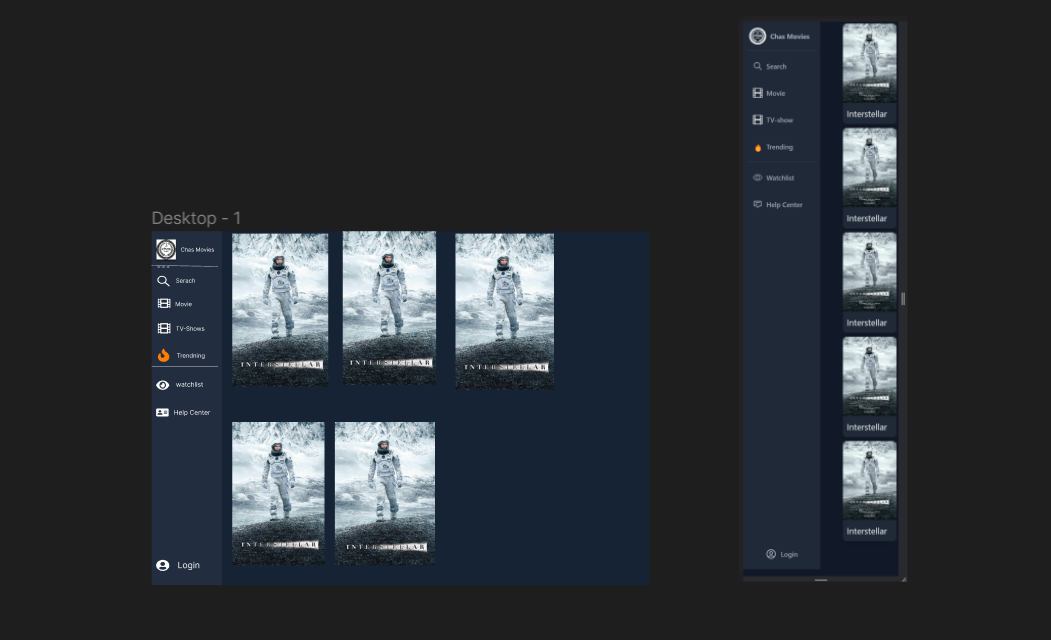 Desktop - 1
Chas Movies
Serach
Movie
TV-Shows
Trendning
watchlist
Help Center
Login
INTERSTELLAR
INTERSTELLAR
INTERSTELLAR
INTERSTELLAR
INTERSTELLAR
Chas Movies
Search
Movie
TV-show
Trending
Watchlist
Help Center
Login
Interstellar
Interstellar
Interstellar
Interstellar
Interstellar